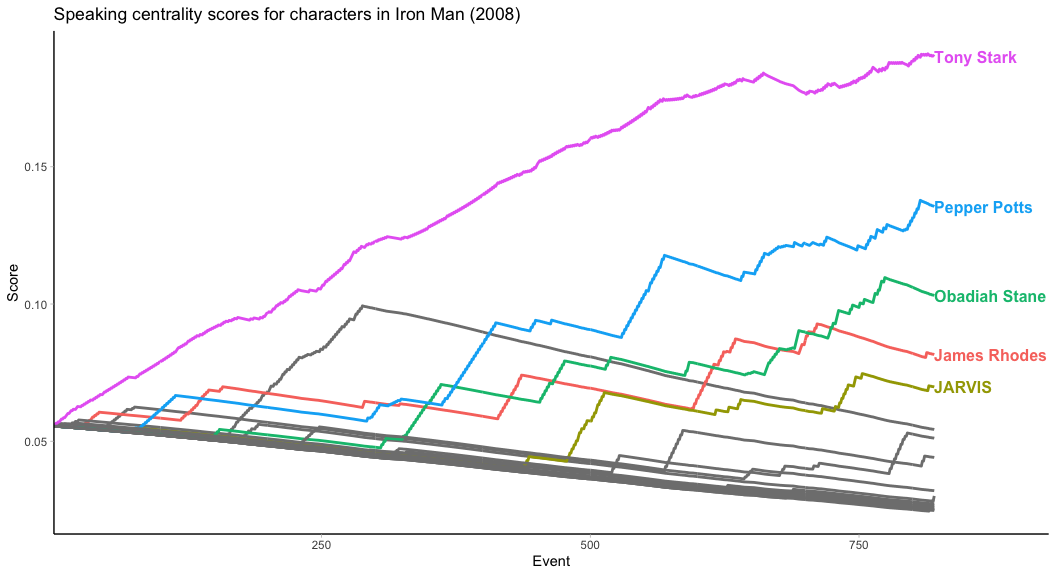 Speaking centrality scores for characters in Iron Man (2008)
Tony Stark
0.15
Pepper Potts
Score
0.10
Obadiah Stane
James Rhodes
JARVIS
0.05
250
500
750
Event